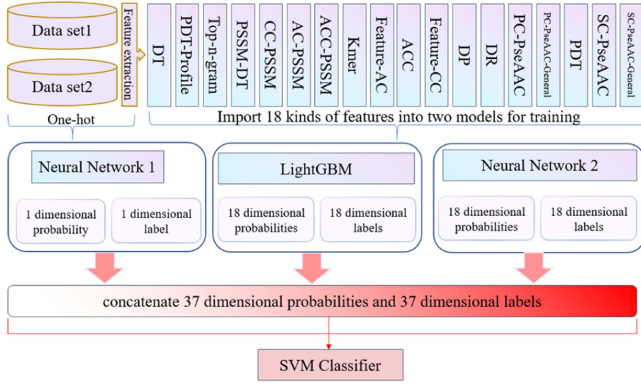 Data set1
Data set2
Feature extraction
DT
PDT-Profile
Top-n-gram
PSSM-DT
CC-PSSM
AC-PSSM
ACC-PSSM
Kmer
Feature-AC
ACC
Feature-CC
DP
DR
PC-PseAAC
PC-PseAAC-General
PDT
SC-PseAAC
SC-PseAAC-General
One-hot
Import 18 kinds of features into two models for training
Neural Network 1
1 dimensional
probability
1 dimensional
label
LightGBM
18 dimensional
probabilities
18 dimensional
labels
Neural Network 2
18 dimensional
probabilities
18 dimensional
labels
concatenate 37 dimensional probabilities and 37 dimensional labels
SVM Classifier